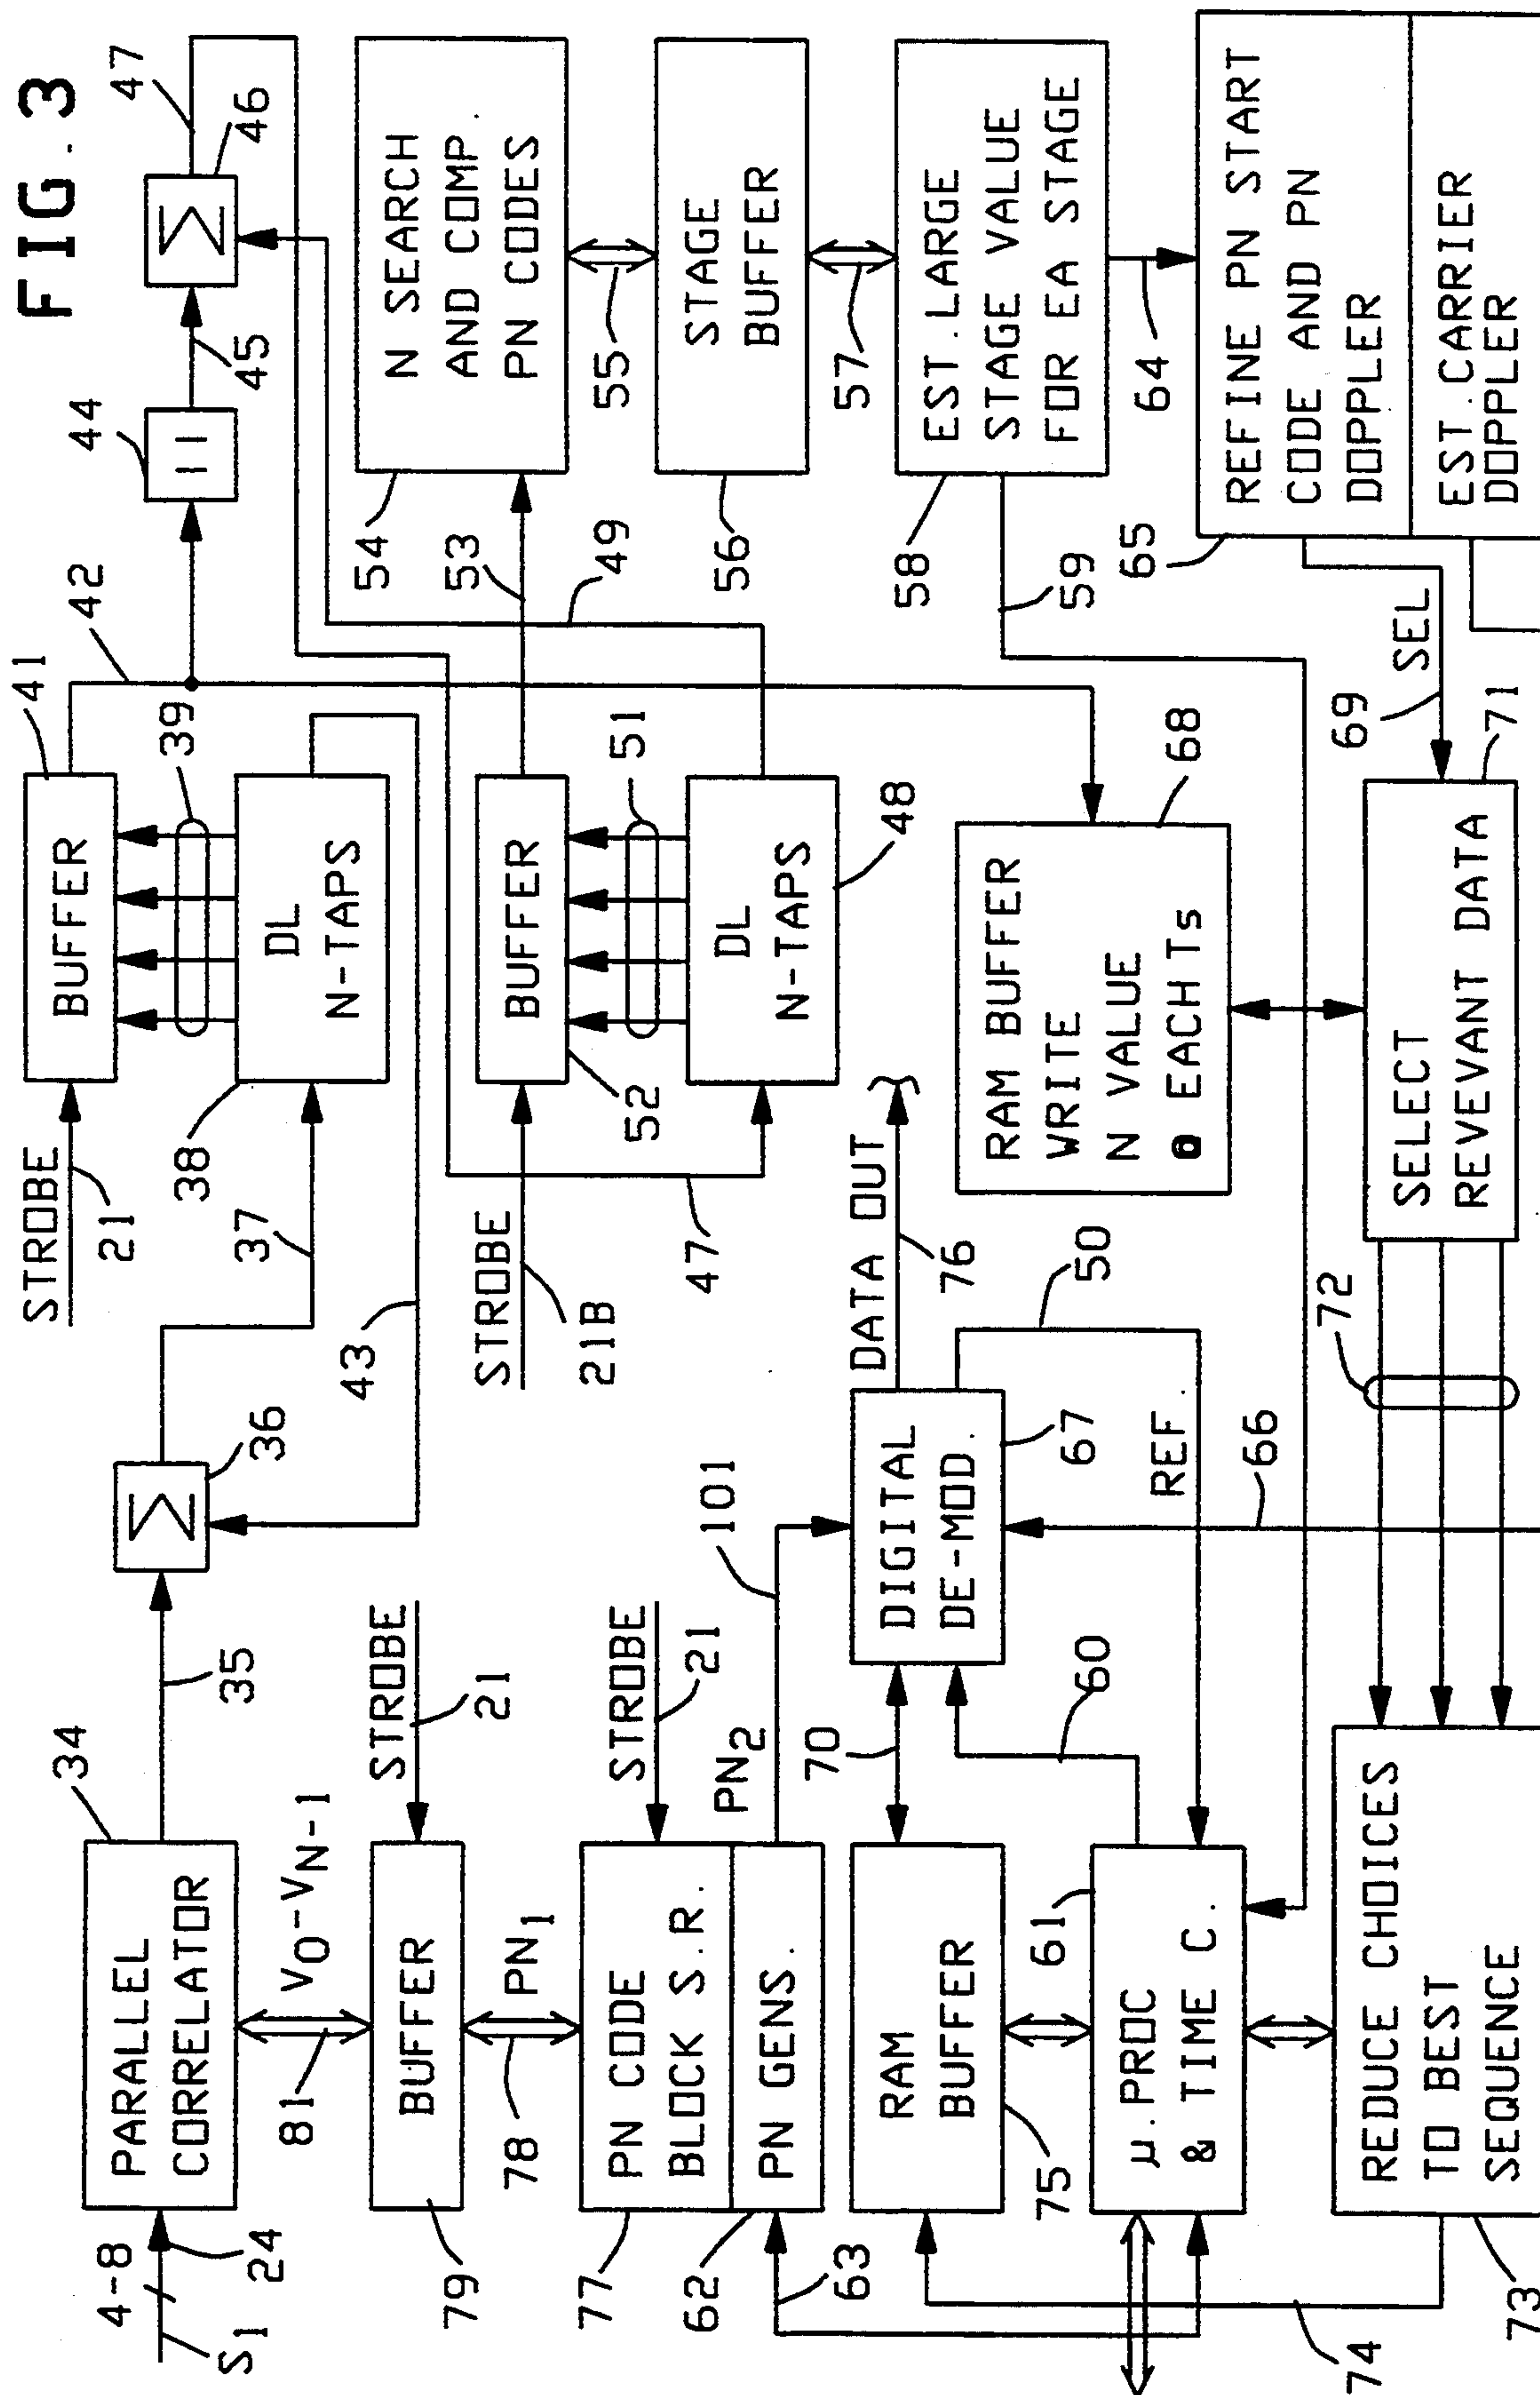 FIG. 3
4-8
S1
24
PARALLEL
CORRELATOR
34
35
Σ
36
37
STROBE
21
BUFFER
41
39
DL
N-TAPS
38
43
42
44
||
45
Σ
46
47
81
V0-VN-1
STROBE
21
BUFFER
79
78
PN1
STROBE
21
PN CODE
BLOCK S.R.
77
PN GENS.
62
63
PN2
101
STROBE
21B
BUFFER
52
51
DL
N-TAPS
48
47
49
53
N SEARCH
AND COMP.
PN CODES
54
55
STAGE
BUFFER
56
57
EST. LARGE
STAGE VALUE
FOR EA STAGE
58
59
64
REFINE PN START
CODE AND PN
DOPPLER
65
EST. CARRIER
DOPPLER
RAM
BUFFER
75
70
DIGITAL
DE-MOD.
67
DATA OUT
76
50
REF.
60
61
μ.PROC
& TIME C.
66
RAM BUFFER
WRITE
N VALUE
@ EACH Ts
68
69
SEL
71
SELECT
REVEVANT DATA
72
REDUCE CHOICES
TO BEST
SEQUENCE
73
74